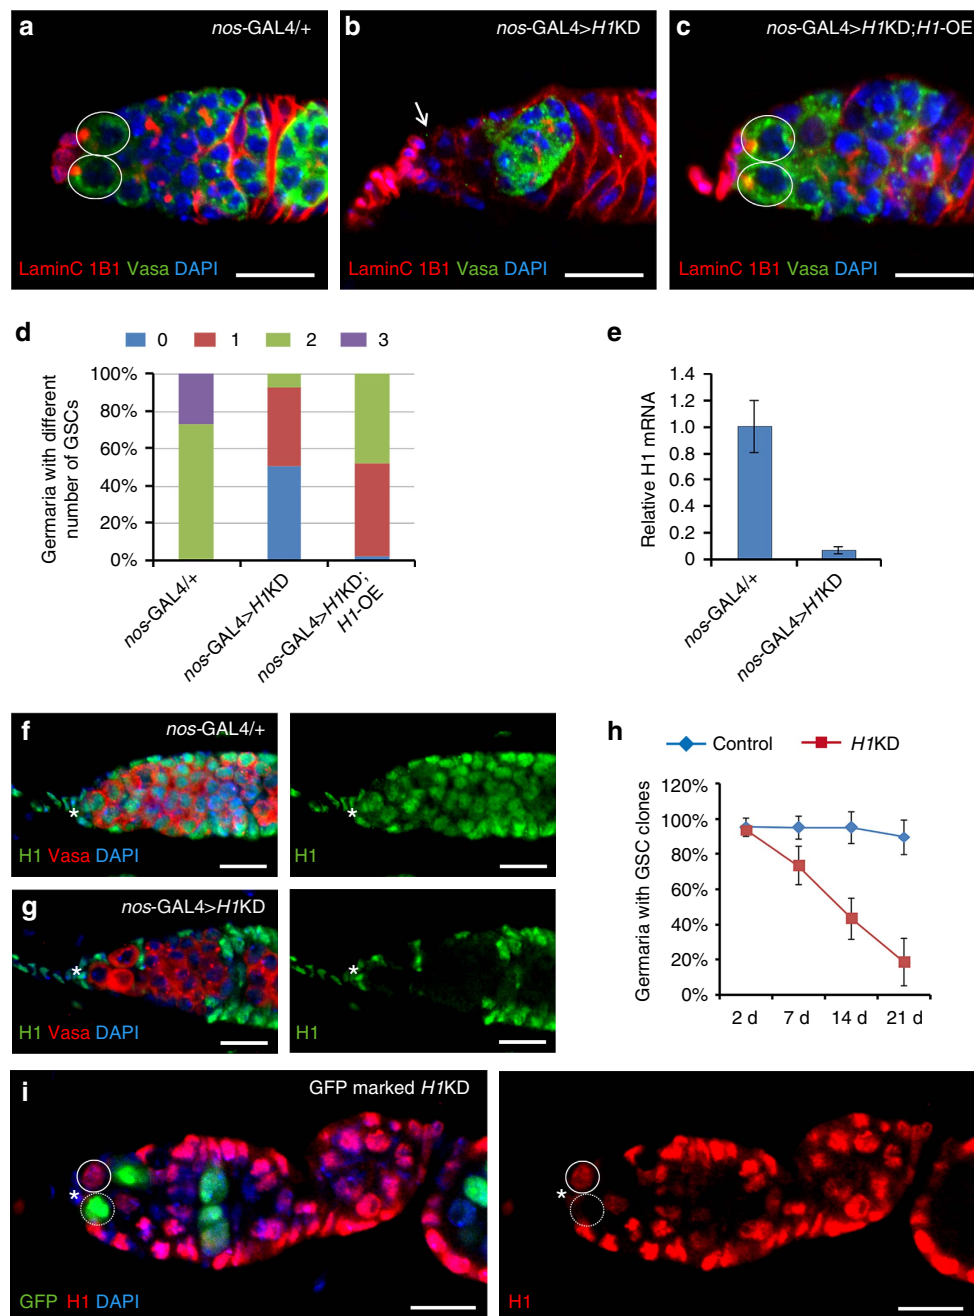 a nos-GAL4/+
LaminC 1B1 Vasa DAPI
b nos-GAL4>H1KD
LaminC 1B1 Vasa DAPI
c nos-GAL4>H1KD;H1-OE
LaminC 1B1 Vasa DAPI
d
0 1 2 3
Germaria with different
number of GSCs
100%
80%
60%
40%
20%
0%
nos-GAL4/+
nos-GAL4>H1KD
nos-GAL4>H1KD;
H1-OE
e
Relative H1 mRNA
1.4
1.2
1.0
0.8
0.6
0.4
0.2
0
nos-GAL4/+
nos-GAL4>H1KD
f nos-GAL4/+
*
H1 Vasa DAPI
*
H1
g nos-GAL4>H1KD
*
H1 Vasa DAPI
*
H1
h
Control H1KD
Germaria with GSC clones
120%
100%
80%
60%
40%
20%
0%
2 d 7 d 14 d 21 d
i GFP marked H1KD
*
GFP H1 DAPI
*
H1